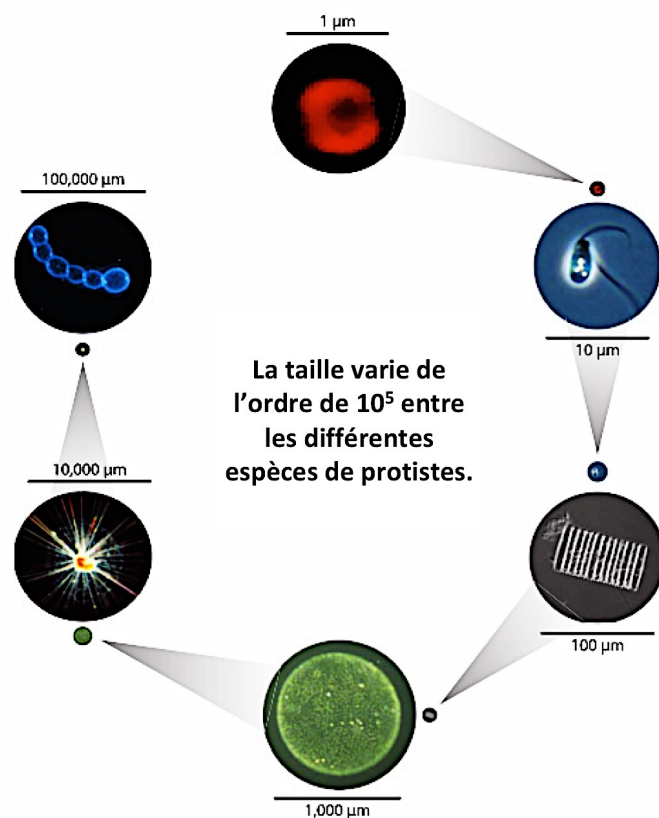 1 µm
100,000 µm
10 µm
La taille varie de
l’ordre de 10⁵ entre
les différentes
espèces de protistes.
10,000 µm
100 µm
1,000 µm